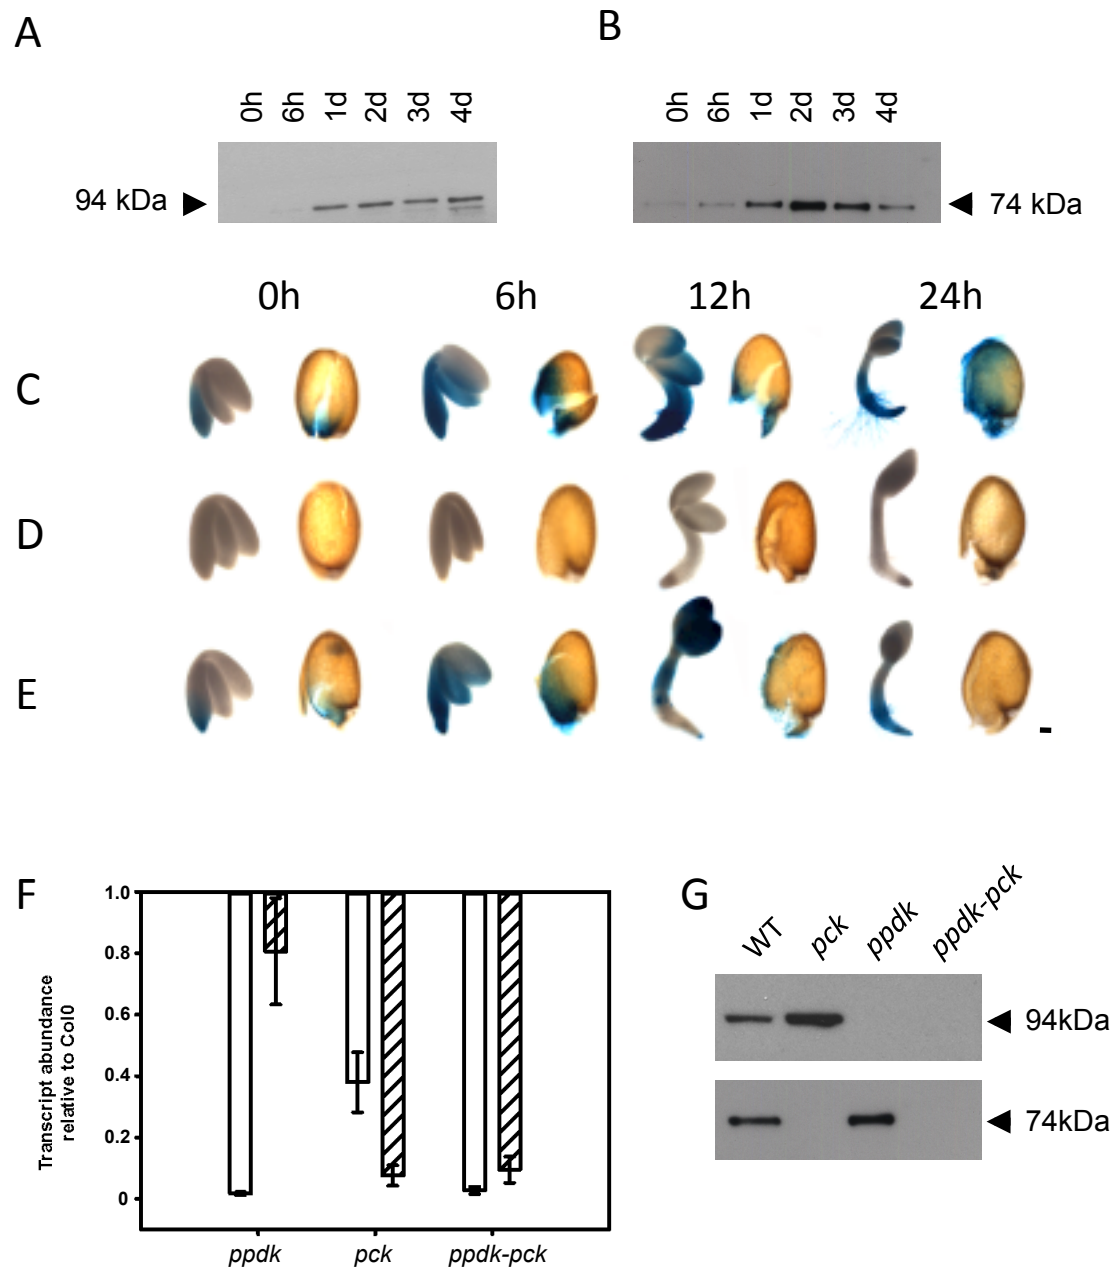 A
B
0h 6h 1d 2d 3d 4d
0h 6h 1d 2d 3d 4d
94 kDa
74 kDa
0h 6h 12h 24h
C
D
E
F
G
1.0
0.8
0.6
0.4
0.2
0
Transcript abundance
relative to Col0
ppdk pck ppdk-pck
WT pck ppdk ppdk-pck
94kDa
74kDa